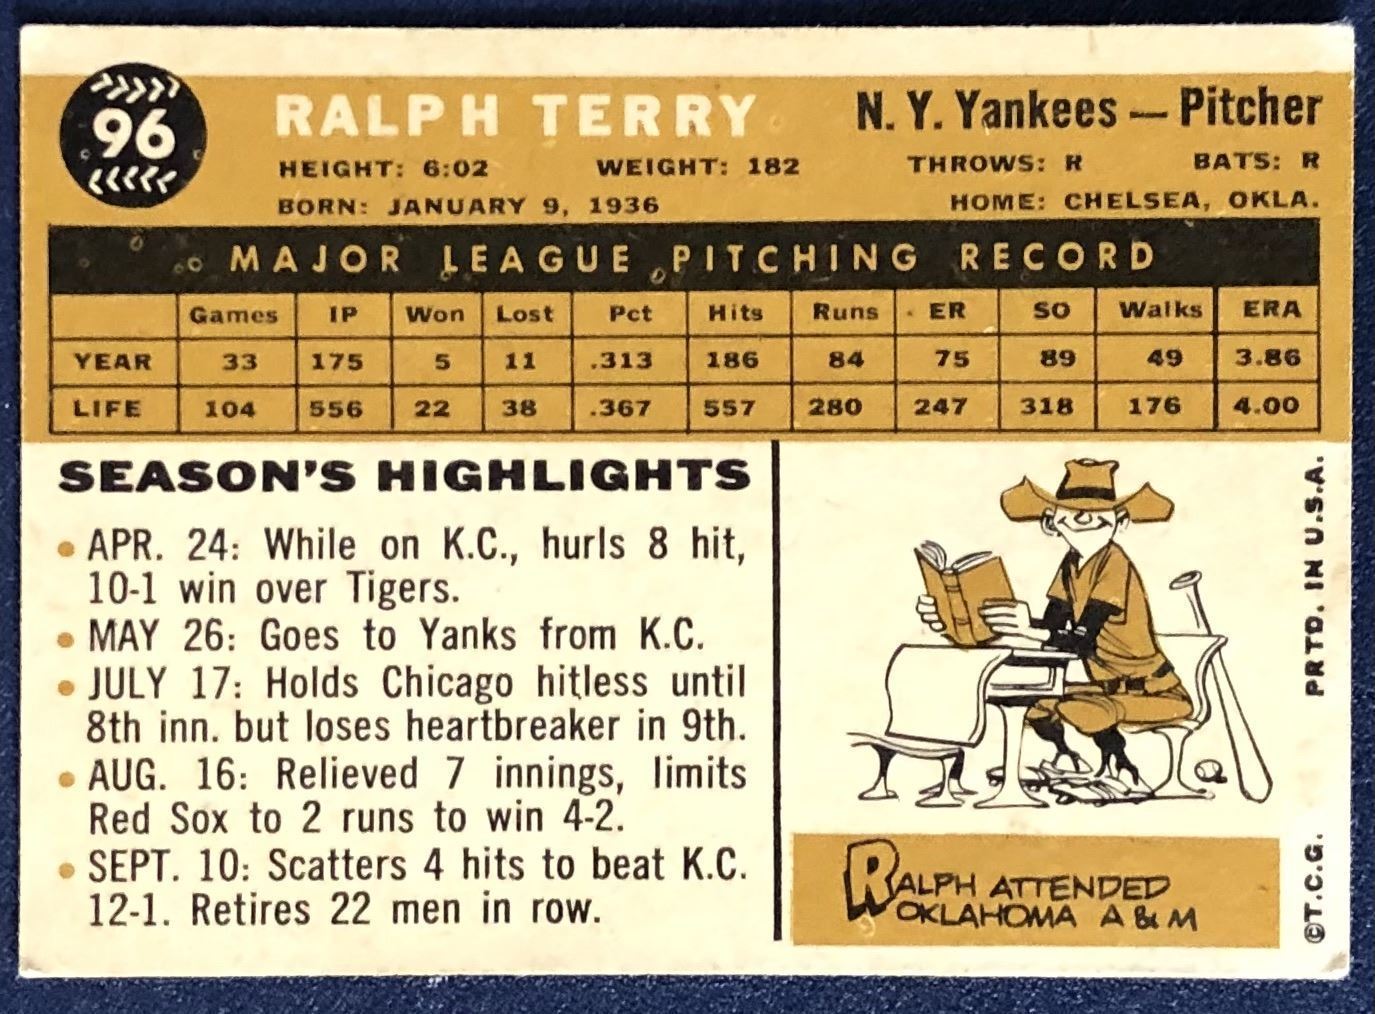 96
RALPH TERRY
N. Y. Yankees — Pitcher
HEIGHT: 6:02 WEIGHT: 182 THROWS: R BATS: R
BORN: JANUARY 9, 1936 HOME: CHELSEA, OKLA.
MAJOR LEAGUE PITCHING RECORD
Games IP Won Lost Pct Hits Runs ER SO Walks ERA
YEAR 33 175 5 11 .313 186 84 75 89 49 3.86
LIFE 104 556 22 38 .367 557 280 247 318 176 4.00
SEASON'S HIGHLIGHTS
• APR. 24: While on K.C., hurls 8 hit,
10-1 win over Tigers.
• MAY 26: Goes to Yanks from K.C.
• JULY 17: Holds Chicago hitless until
8th inn. but loses heartbreaker in 9th.
• AUG. 16: Relieved 7 innings, limits
Red Sox to 2 runs to win 4-2.
• SEPT. 10: Scatters 4 hits to beat K.C.
12-1. Retires 22 men in row.
RALPH ATTENDED
OKLAHOMA A & M
©T.C.G. PRTD. IN U.S.A.